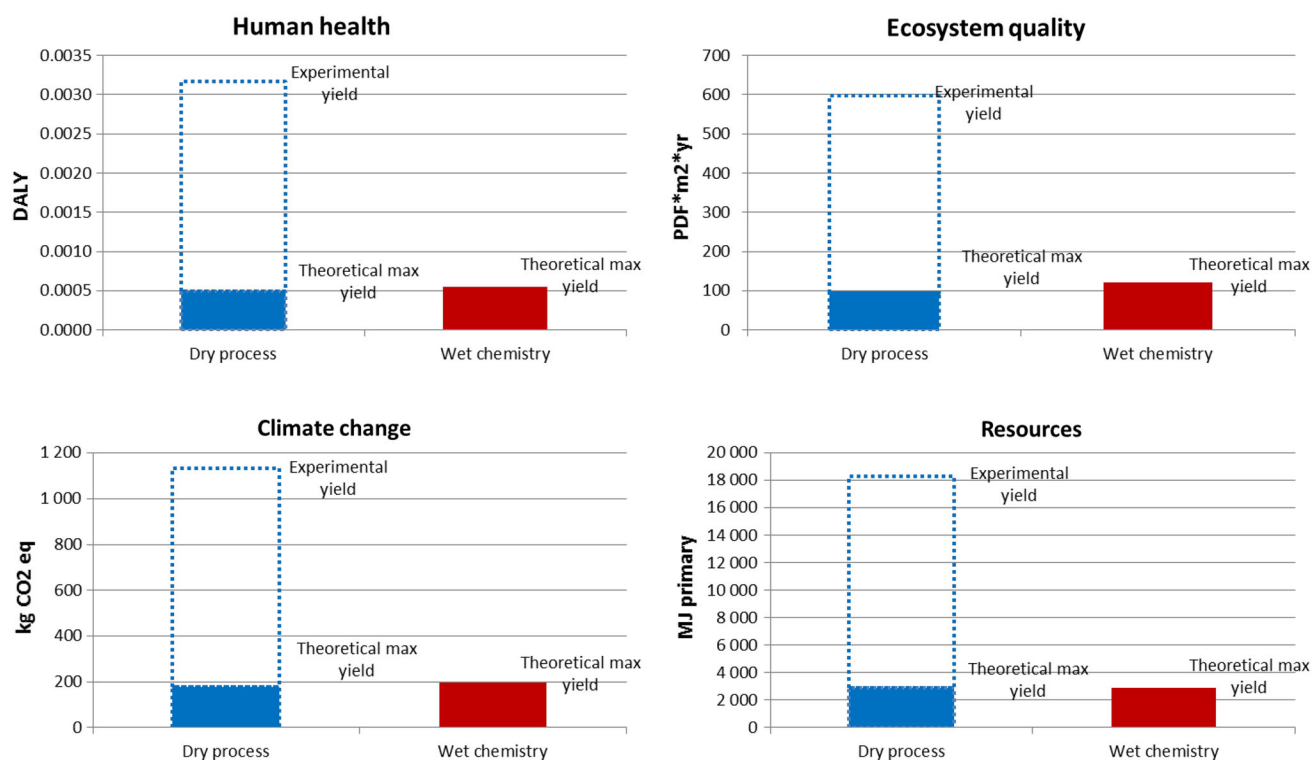 Human health
0.0035
0.0030
0.0025
0.0020
0.0015
0.0010
0.0005
0.0000
DALY
Experimental
yield
Theoretical max
yield
Theoretical max
yield
Dry process
Wet chemistry
Ecosystem quality
700
600
500
400
300
200
100
0
PDF*m2*yr
Experimental
yield
Theoretical max
yield
Theoretical max
yield
Dry process
Wet chemistry
Climate change
1 200
1 000
800
600
400
200
0
kg CO2 eq
Experimental
yield
Theoretical max
yield
Theoretical max
yield
Dry process
Wet chemistry
Resources
20 000
18 000
16 000
14 000
12 000
10 000
8 000
6 000
4 000
2 000
0
MJ primary
Experimental
yield
Theoretical max
yield
Theoretical max
yield
Dry process
Wet chemistry